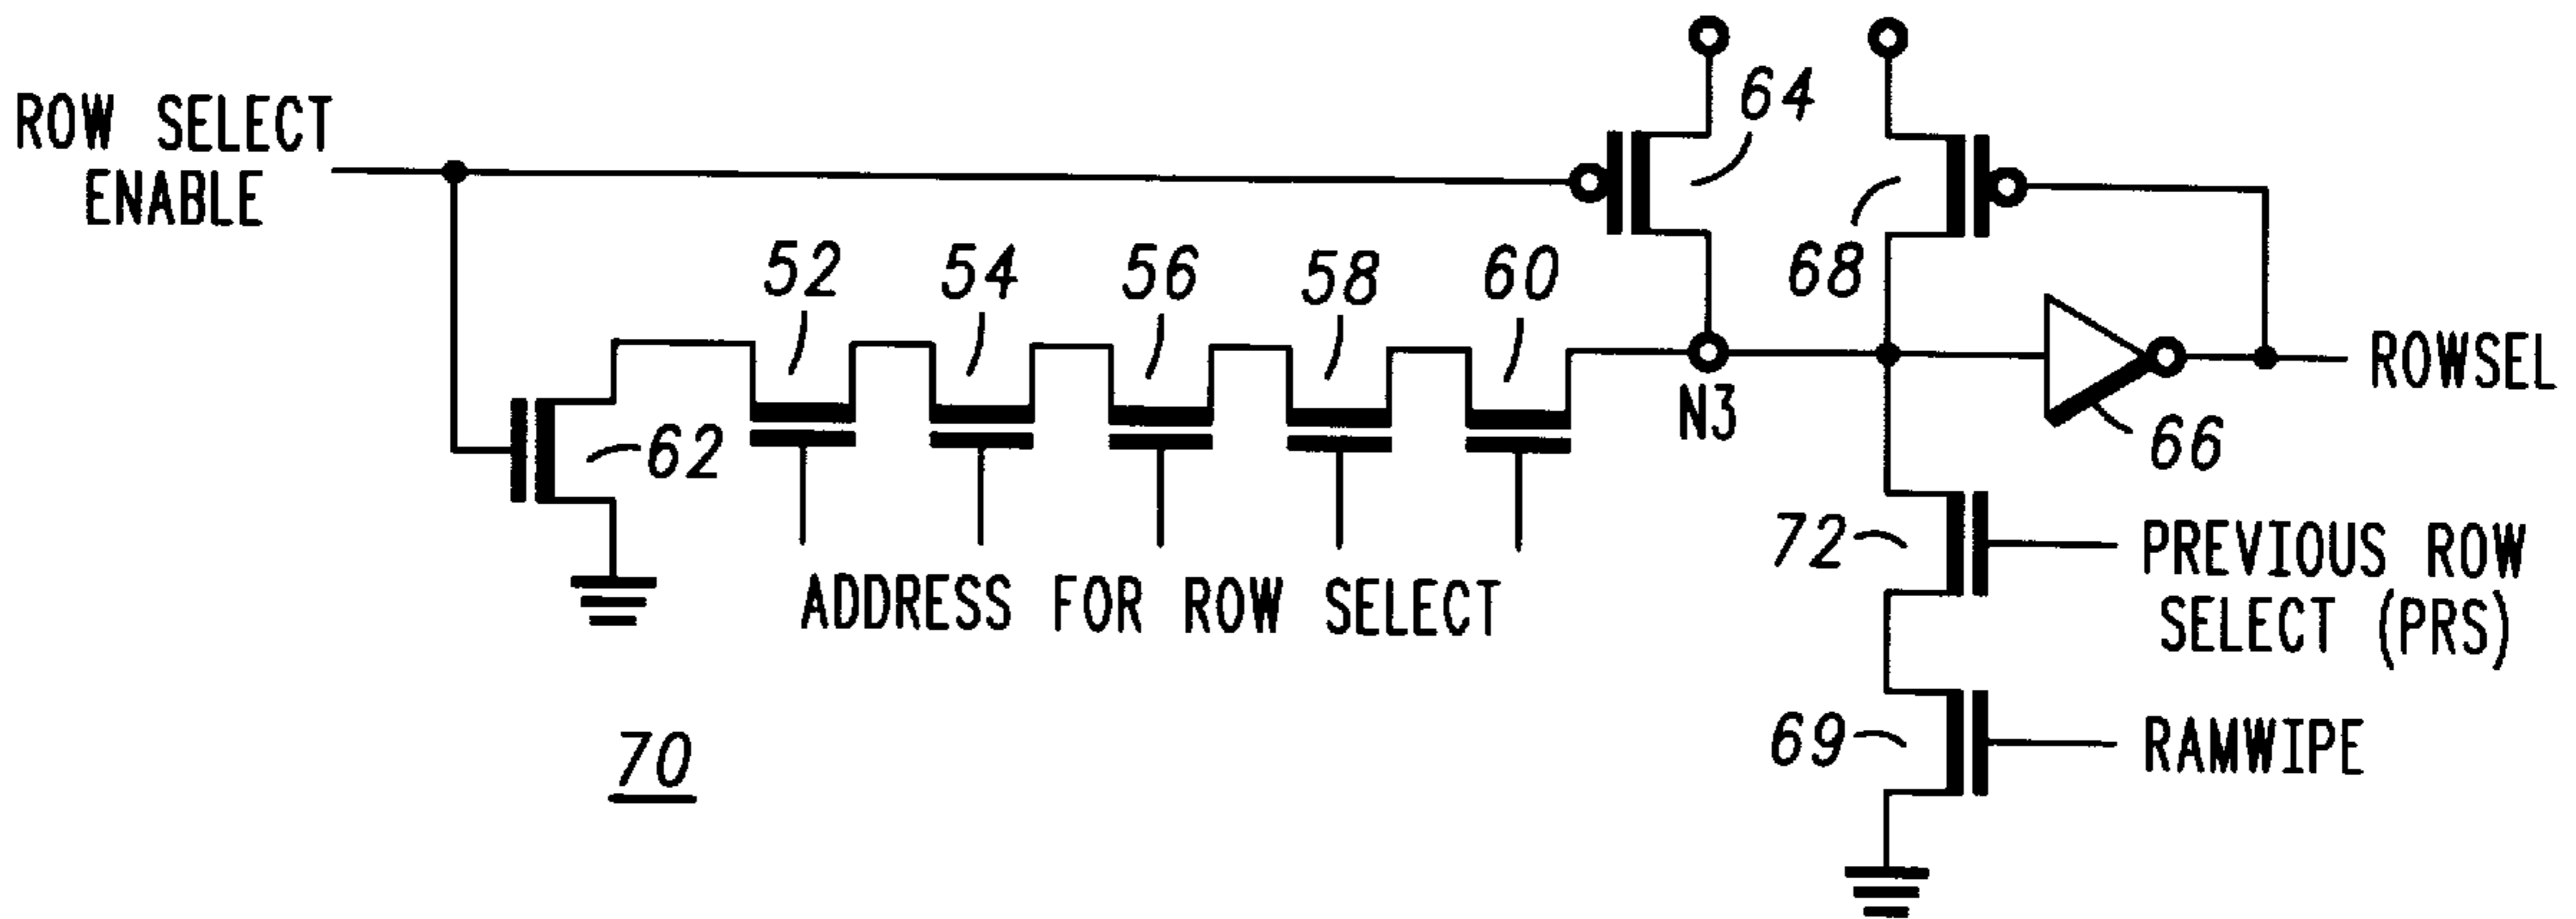 ROW SELECT
ENABLE
64
68
52
54
56
58
60
62
N3
66
ROWSEL
ADDRESS FOR ROW SELECT
72
PREVIOUS ROW
SELECT (PRS)
69
RAMWIPE
70